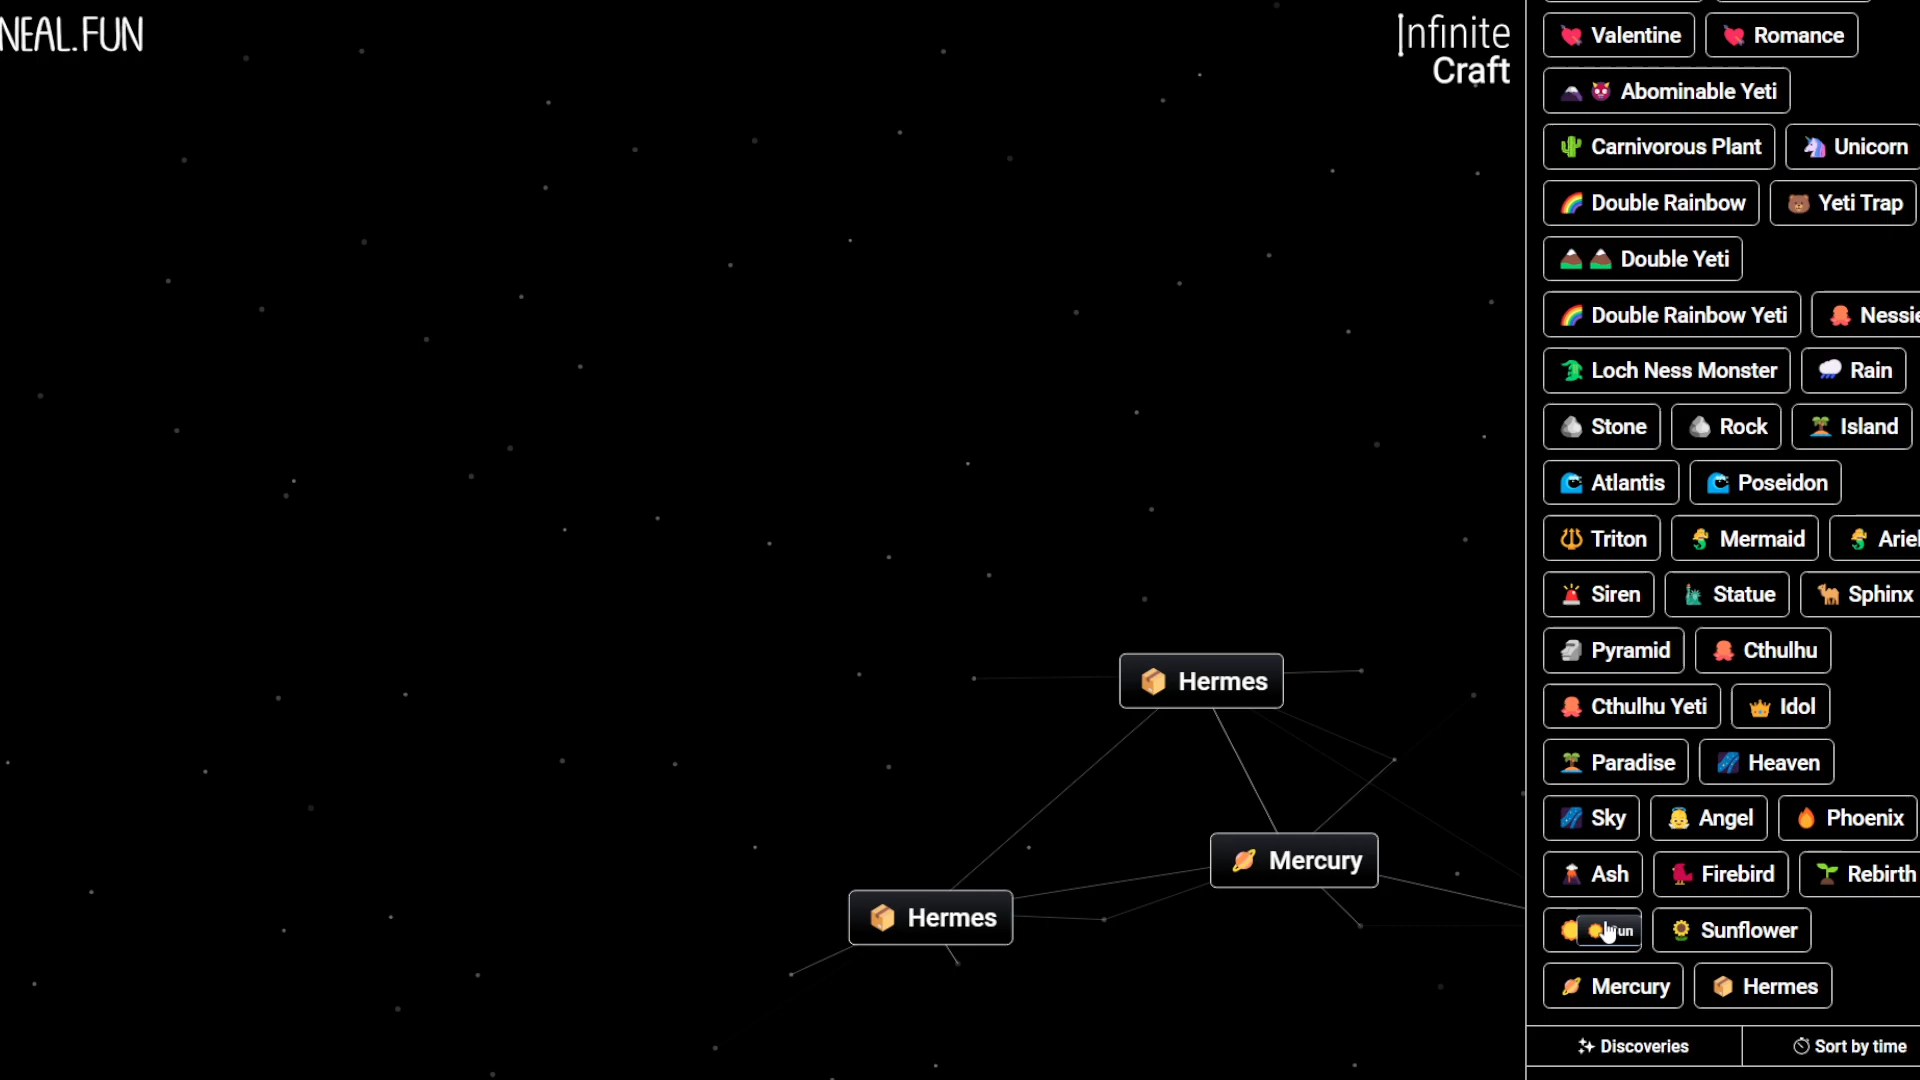 NEAL.FUN
Infinite
Craft
Hermes
Mercury
Hermes
Valentine Romance
Abominable Yeti
Carnivorous Plant Unicorn
Double Rainbow Yeti Trap
Double Yeti
Double Rainbow Yeti Nessie
Loch Ness Monster Rain
Stone Rock Island
Atlantis Poseidon
Triton Mermaid Ariel
Siren Statue Sphinx
Pyramid Cthulhu
Cthulhu Yeti Idol
Paradise Heaven
Sky Angel Phoenix
Ash Firebird Rebirth
Sunflower
Mercury Hermes
Discoveries Sort by time